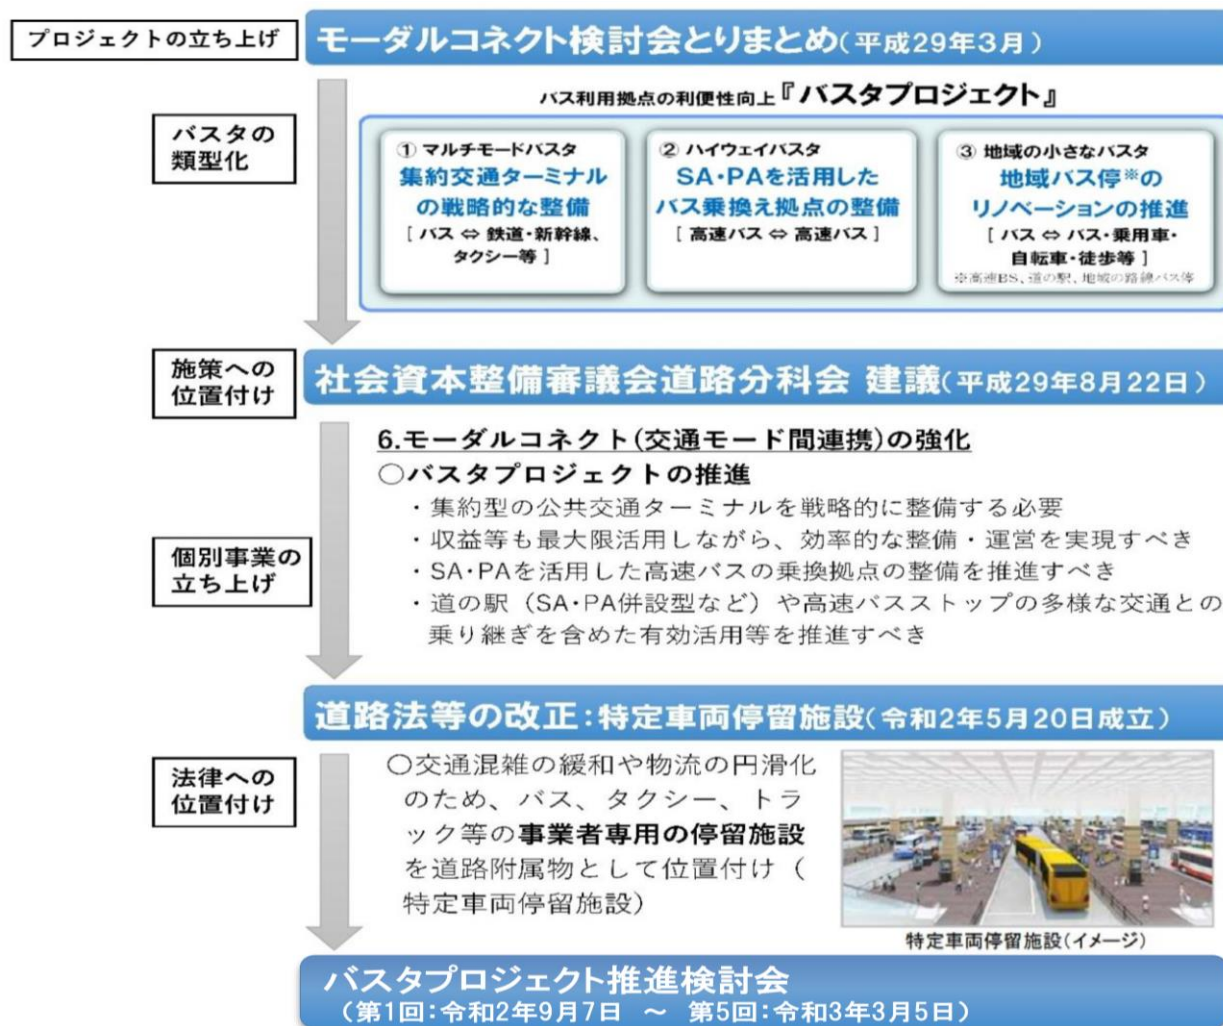 プロジェクトの立ち上げ
モーダルコネクト検討会とりまとめ(平成29年3月)
バス利用拠点の利便性向上『バスタプロジェクト』
バスタの
類型化
① マルチモードバスタ
集約交通ターミナル
の戦略的な整備
[ バス ⇔ 鉄道・新幹線、
タクシー等 ]
② ハイウェイバスタ
SA・PAを活用した
バス乗換え拠点の整備
[ 高速バス ⇔ 高速バス ]
③ 地域の小さなバスタ
地域バス停※の
リノベーションの推進
[ バス ⇔ バス・乗用車・
自転車・徒歩等 ]
※高速BS、道の駅、地域の路線バス停
施策への
位置付け
社会資本整備審議会道路分科会 建議(平成29年8月22日)
6.モーダルコネクト(交通モード間連携)の強化
○バスタプロジェクトの推進
・集約型の公共交通ターミナルを戦略的に整備する必要
・収益等も最大限活用しながら、効率的な整備・運営を実現すべき
・SA・PAを活用した高速バスの乗換拠点の整備を推進すべき
・道の駅（SA・PA併設型など）や高速バスストップの多様な交通との
乗り継ぎを含めた有効活用等を推進すべき
個別事業の
立ち上げ
道路法等の改正:特定車両停留施設(令和2年5月20日成立)
法律への
位置付け
○交通混雑の緩和や物流の円滑化
のため、バス、タクシー、トラ
ック等の事業者専用の停留施設
を道路附属物として位置付け（
特定車両停留施設）
特定車両停留施設(イメージ)
バスタプロジェクト推進検討会
（第1回:令和2年9月7日 ～ 第5回:令和3年3月5日）